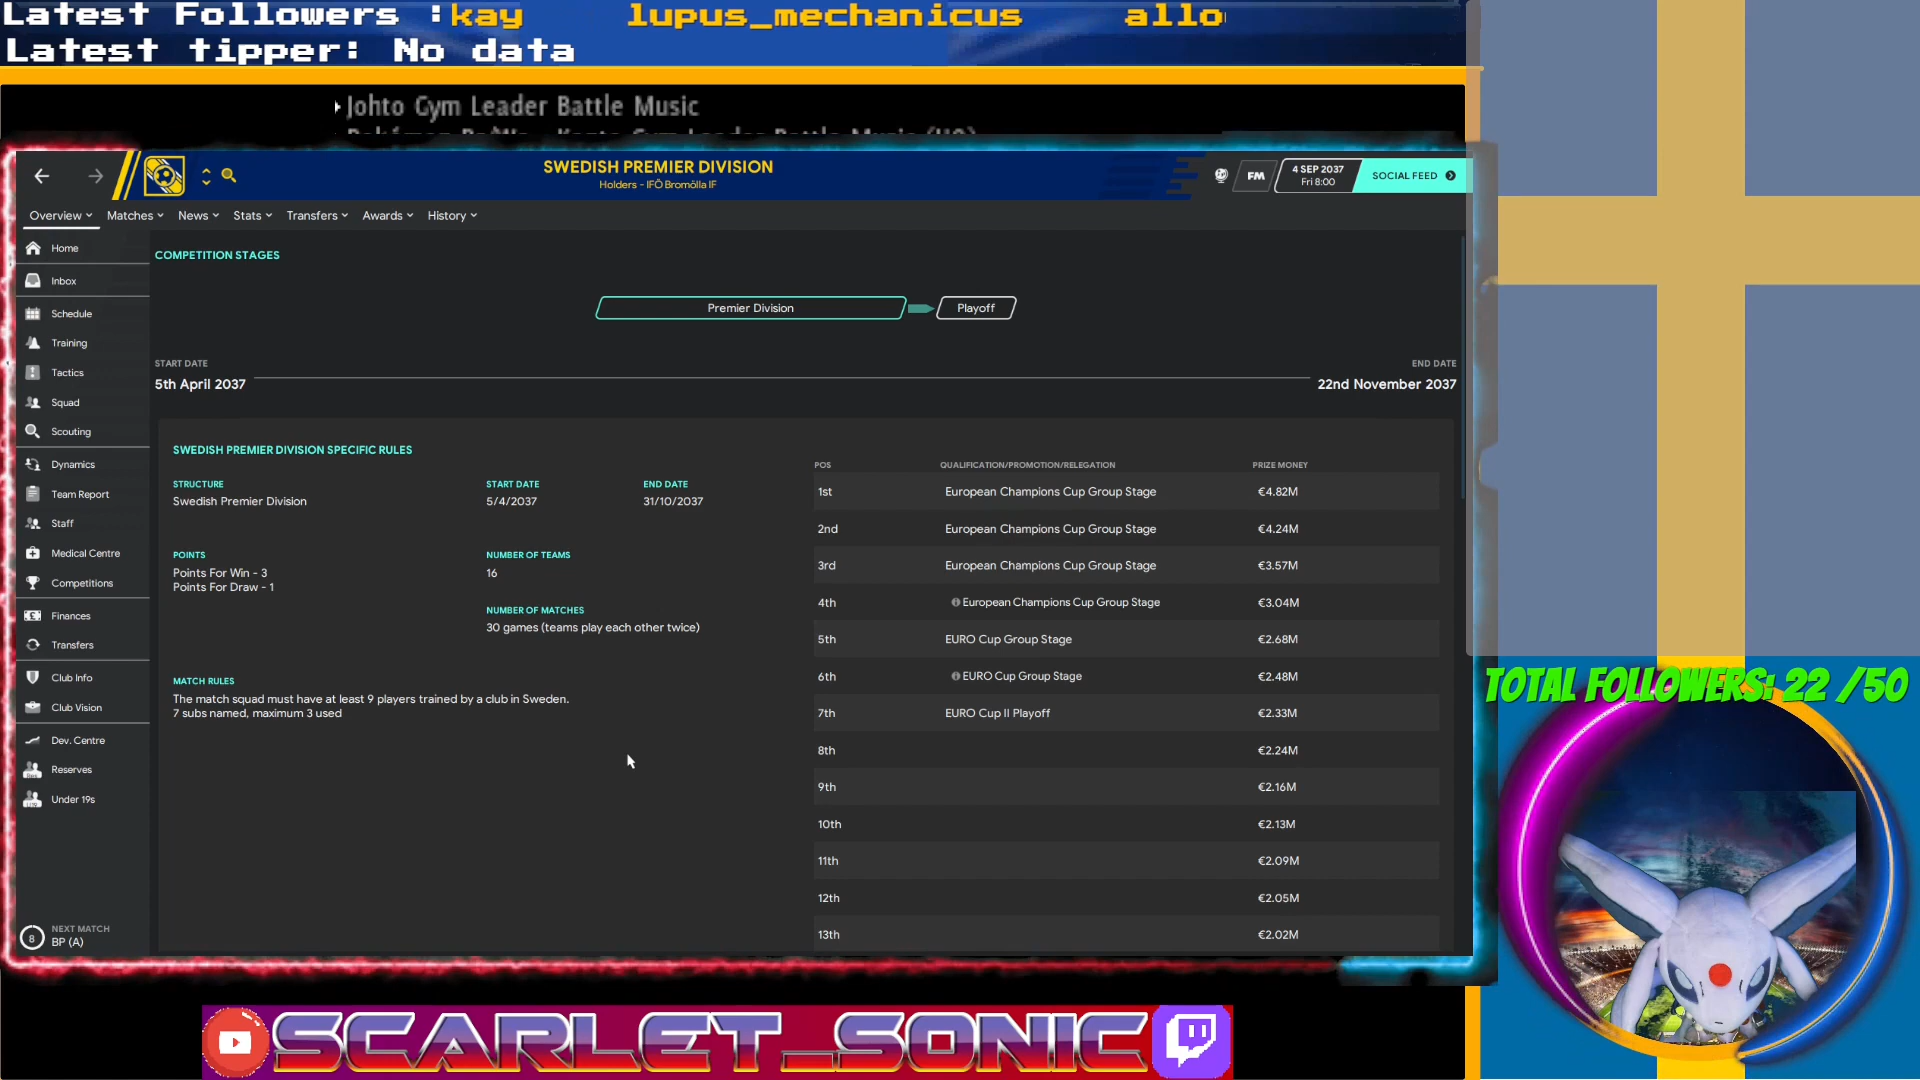 Latest Followers :kay lupus_mechanicus allo
Latest tipper: No data
Johto Gym Leader Battle Music
SWEDISH PREMIER DIVISION
Holders - IFÖ Bromölla IF
FM
4 SEP 2037
Fri 8:00
SOCIAL FEED
Overview Matches News Stats Transfers Awards History
Home
Inbox
Schedule
Training
Tactics
Squad
Scouting
Dynamics
Team Report
Staff
Medical Centre
Competitions
Finances
Transfers
Club Info
Club Vision
Dev. Centre
Reserves
Under 19s
8
NEXT MATCH
BP (A)
COMPETITION STAGES
Premier Division
Playoff
START DATE
5th April 2037
END DATE
22nd November 2037
SWEDISH PREMIER DIVISION SPECIFIC RULES
STRUCTURE
Swedish Premier Division
START DATE
5/4/2037
END DATE
31/10/2037
POINTS
Points For Win - 3
Points For Draw - 1
NUMBER OF TEAMS
16
NUMBER OF MATCHES
30 games (teams play each other twice)
MATCH RULES
The match squad must have at least 9 players trained by a club in Sweden.
7 subs named, maximum 3 used
POS QUALIFICATION/PROMOTION/RELEGATION PRIZE MONEY
1st European Champions Cup Group Stage €4.82M
2nd European Champions Cup Group Stage €4.24M
3rd European Champions Cup Group Stage €3.57M
4th European Champions Cup Group Stage €3.04M
5th EURO Cup Group Stage €2.68M
6th EURO Cup Group Stage €2.48M
7th EURO Cup II Playoff €2.33M
8th €2.24M
9th €2.16M
10th €2.13M
11th €2.09M
12th €2.05M
13th €2.02M
TOTAL FOLLOWERS: 22 /50
SCARLET_SONIC